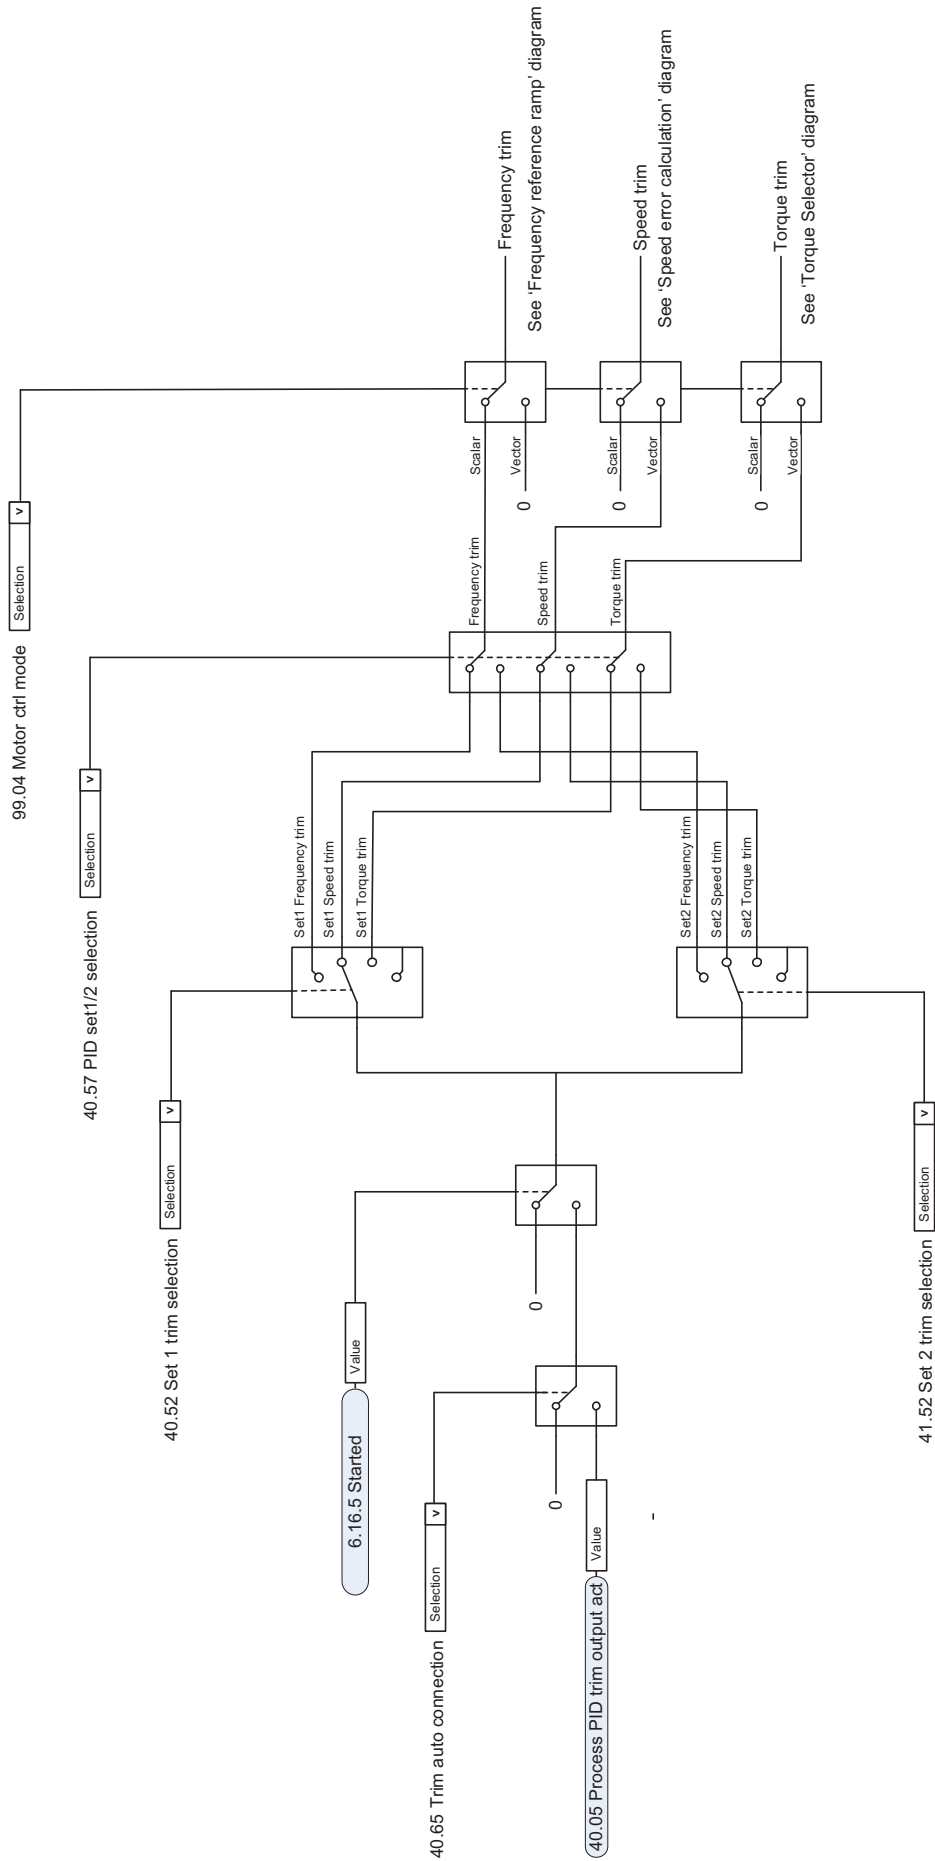 99.04 Motor ctrl mode
Selection
v
40.57 PID set1/2 selection
Selection
v
40.52 Set 1 trim selection
Selection
v
6.16.5 Started
Value
40.65 Trim auto connection
Selection
v
40.05 Process PID trim output act
Value
0
0
-
41.52 Set 2 trim selection
Selection
v
Set1 Frequency trim
Set1 Speed trim
Set1 Torque trim
Set2 Frequency trim
Set2 Speed trim
Set2 Torque trim
Frequency trim
Speed trim
Torque trim
Scalar
Vector
0
Scalar
0
Vector
Scalar
0
Vector
Frequency trim
See ‘Frequency reference ramp’ diagram
Speed trim
See ‘Speed error calculation’ diagram
Torque trim
See ‘Torque Selector’ diagram